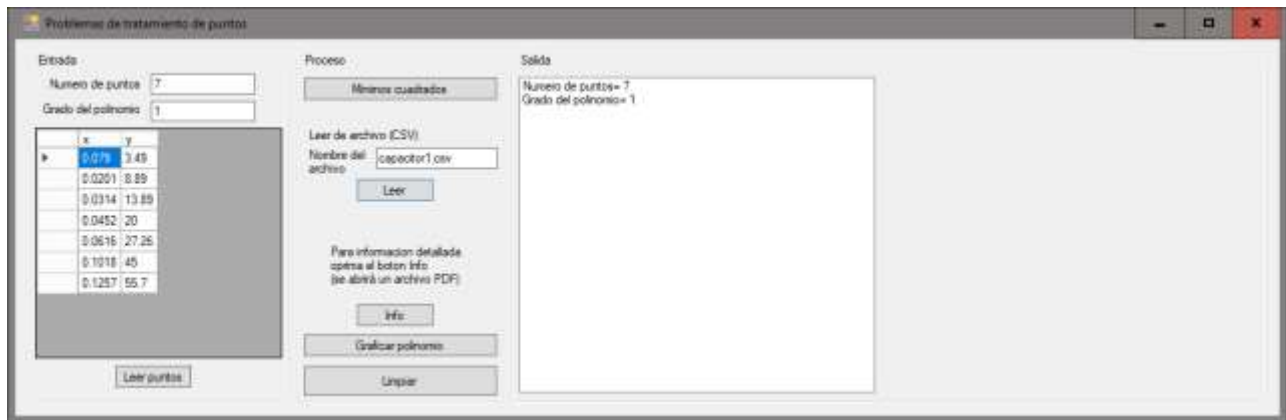 Problemas de tratamiento de puntos
Entrada
Numero de puntos 7
Grado del polinomio 1
x y
0.079 3.49
0.0201 8.89
0.0314 13.89
0.0452 20
0.0616 27.26
0.1018 45
0.1257 55.7
Leer puntos
Proceso
Minimos cuadrados
Leer de archivo (CSV)
Nombre del
archivo
capacitor1.csv
Leer
Para informacion detallada
oprima al boton Info
(se abrirá un archivo PDF)
Info
Graficar polinomio
Limpiar
Salida
Numero de puntos= 7
Grado del polinomio= 1